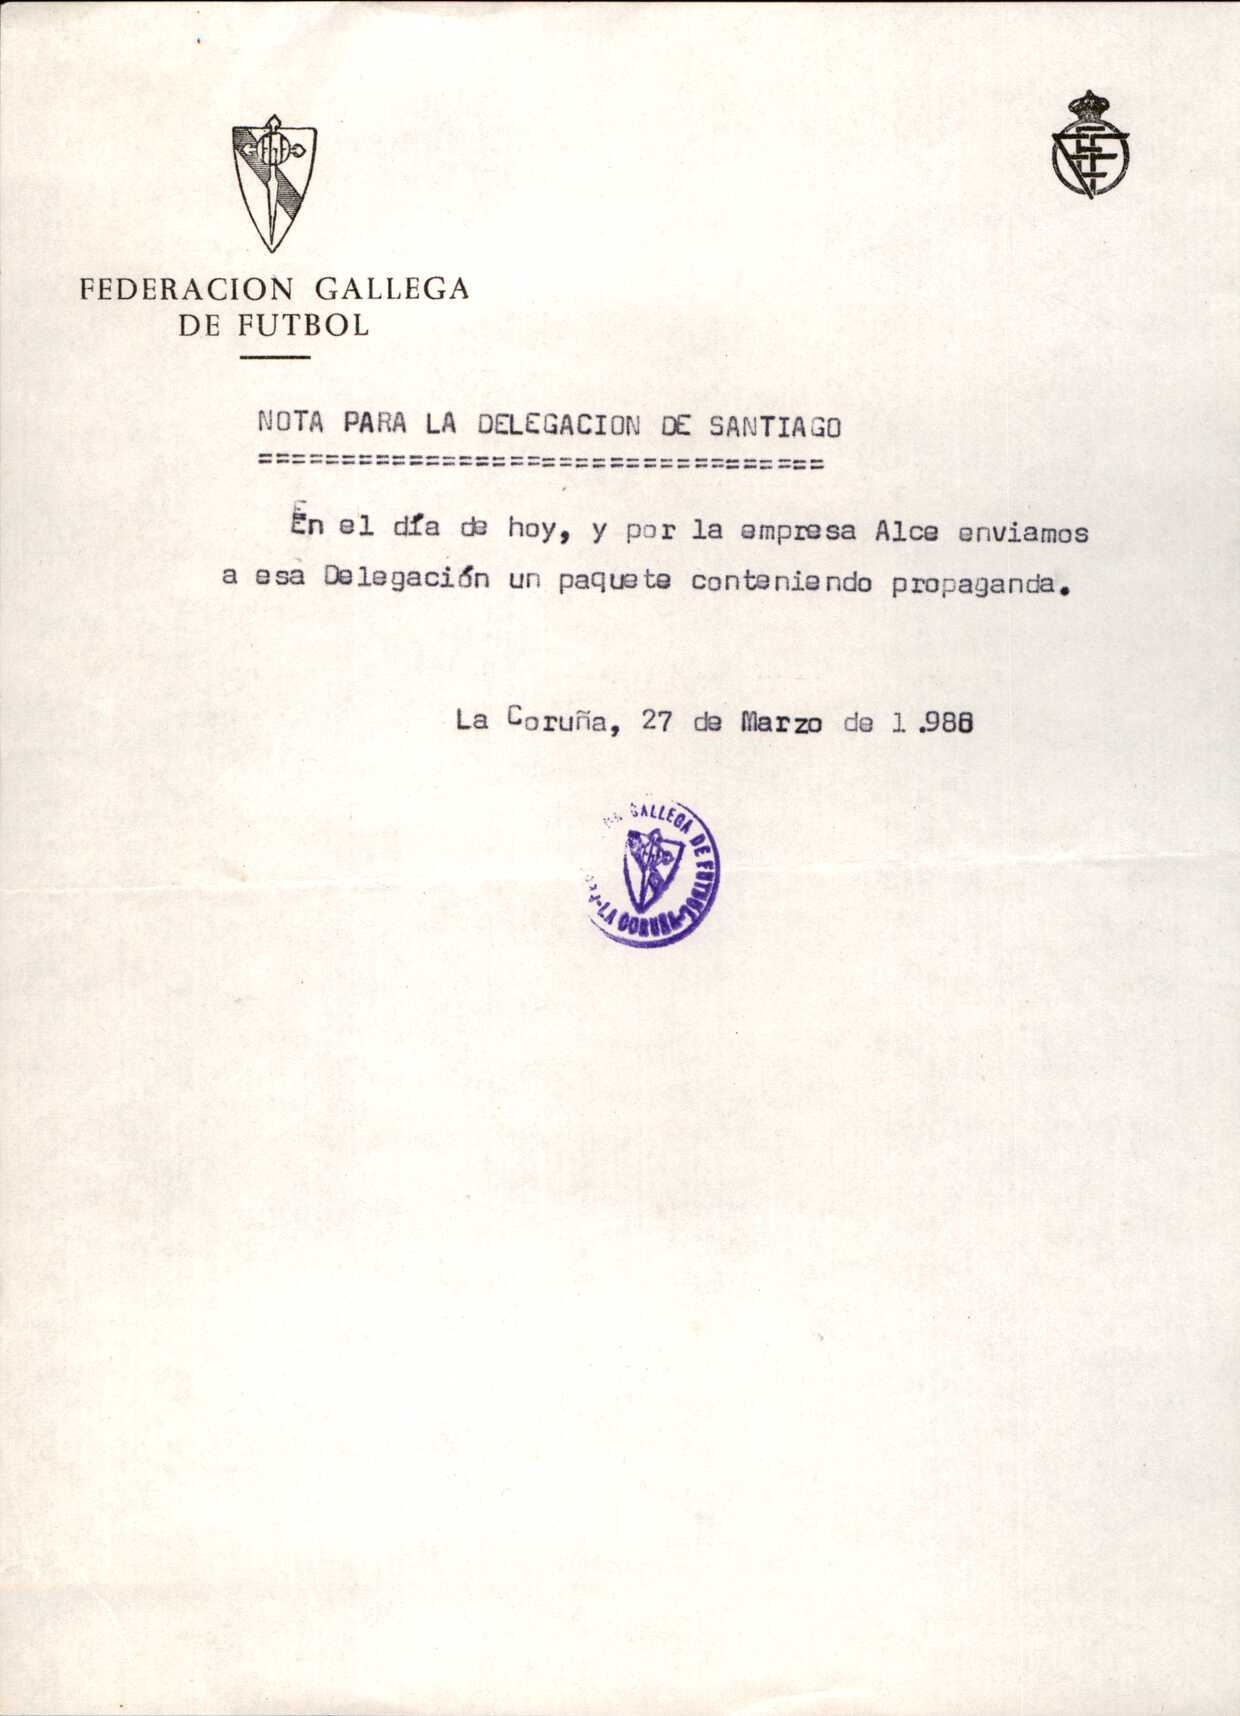 FGF
FEDERACION GALLEGA
DE FUTBOL
NOTA PARA LA DELEGACION DE SANTIAGO
==================================
En el día de hoy, y por la empresa Alce enviamos
a esa Delegación un paquete conteniendo propaganda.
La Coruña, 27 de Marzo de 1.986
GALLEGA DE FUTBOL
-LA CORUÑA-